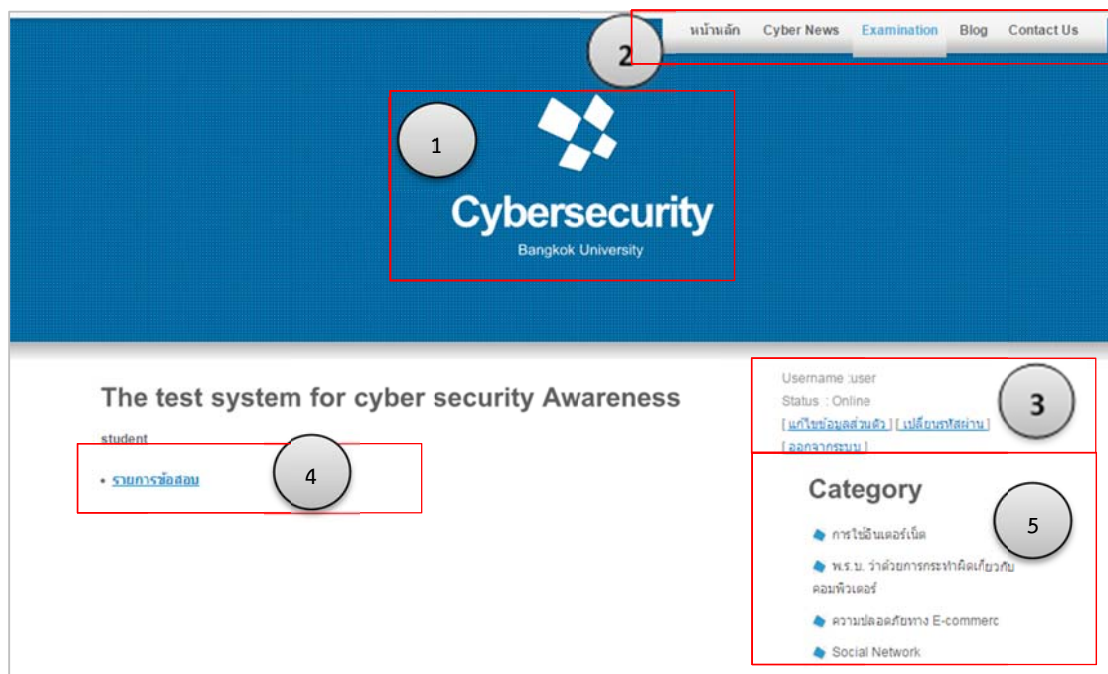 หน้าหลัก Cyber News Examination Blog Contact Us
2
1
Cybersecurity
Bangkok University
The test system for cyber security Awareness
student
• รายการข้อสอบ
4
Username :user
Status : Online
[ แก้ไขข้อมูลส่วนตัว ] [ เปลี่ยนรหัสผ่าน ]
[ ออกจากระบบ ]
3
Category
5
การใช้อินเตอร์เน็ต
พ.ร.บ. ว่าด้วยการกระทำผิดเกี่ยวกับ
คอมพิวเตอร์
ความปลอดภัยทาง E-commerc
Social Network